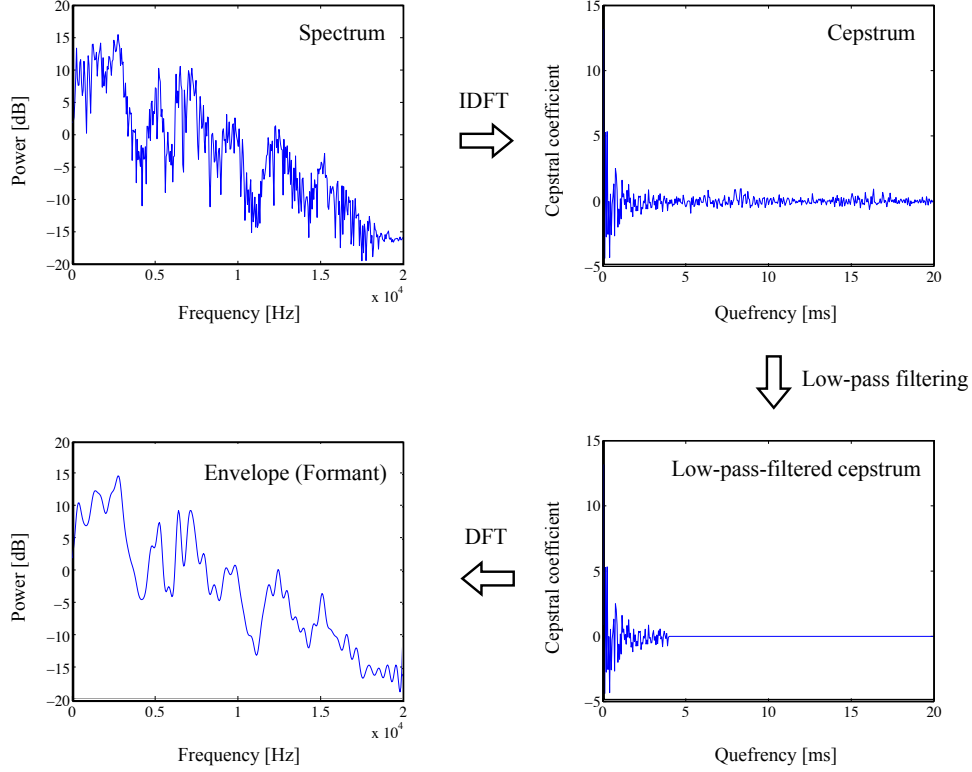 Spectrum
20
15
10
5
0
−5
−10
−15
−20
Power [dB]
0
0.5
1
1.5
2
x 10⁴
Frequency [Hz]
IDFT
Cepstrum
15
10
5
0
−5
Cepstral coefficient
0
5
10
15
20
Quefrency [ms]
Low-pass filtering
Low-pass-filtered cepstrum
15
10
5
0
−5
Cepstral coefficient
0
5
10
15
20
Quefrency [ms]
DFT
Envelope (Formant)
20
15
10
5
0
−5
−10
−15
−20
Power [dB]
0
0.5
1
1.5
2
x 10⁴
Frequency [Hz]